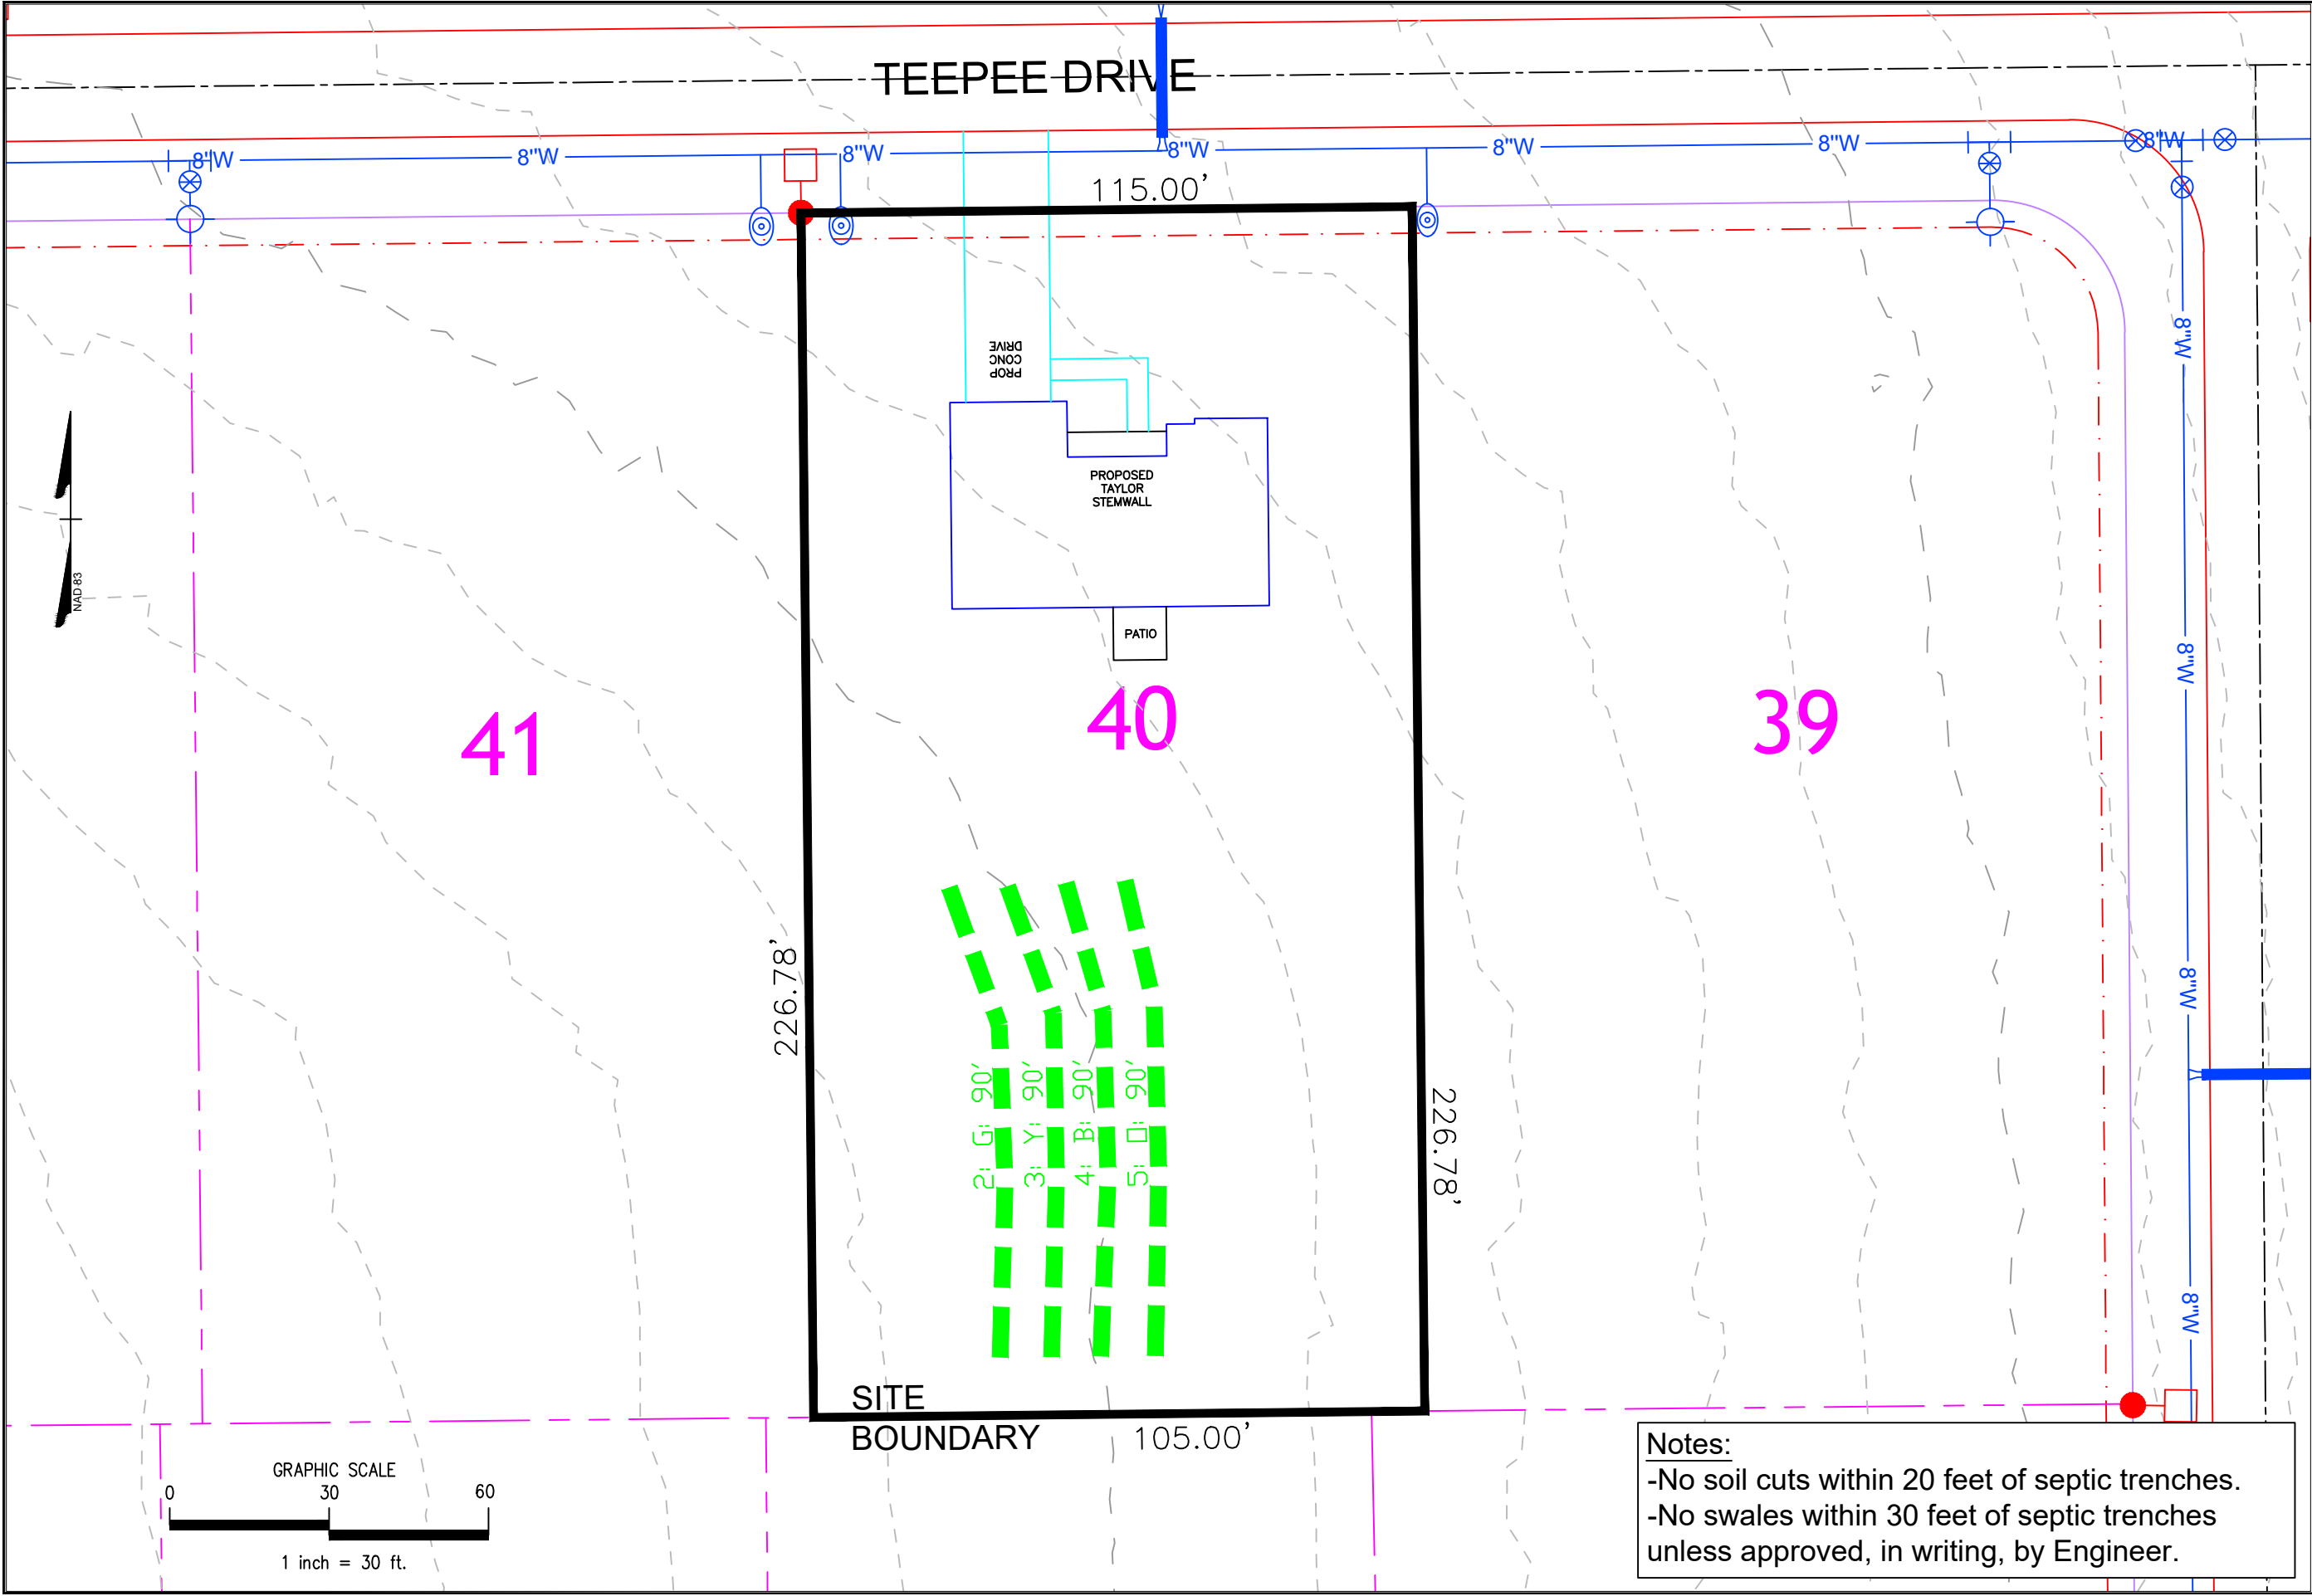 TEEPEE DRIVE
8"W
8"W
8"W
8"W
8"W
8"W
8"W
115.00'
PROP
CONC
DRIVE
8"W
PROPOSED
TAYLOR
STEMWALL
NAD 83
PATIO
8"W
41
40
39
226.78'
8"W
2: G: 90'
3: Y: 90'
4: B: 90'
5: O: 90'
226.78'
8"W
SITE
BOUNDARY 105.00'
GRAPHIC SCALE
0 30 60
1 inch = 30 ft.
Notes:
-No soil cuts within 20 feet of septic trenches.
-No swales within 30 feet of septic trenches
unless approved, in writing, by Engineer.